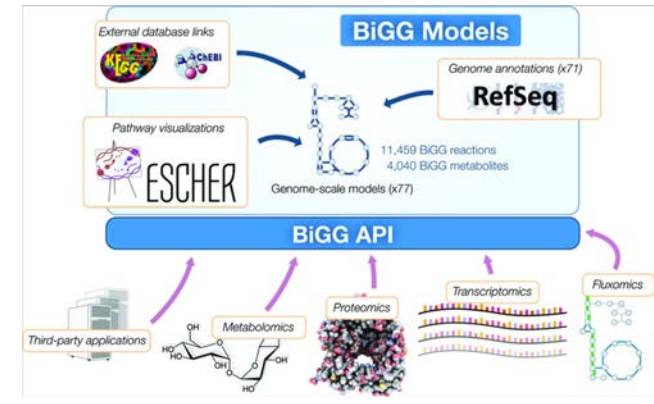 External database links
BiGG Models
KEGG
ChEBI
Genome annotations (x71)
RefSeq
Pathway visualizations
ESCHER
11,459 BiGG reactions
4,040 BiGG metabolites
Genome-scale models (x77)
BiGG API
Third-party applications
Metabolomics
Proteomics
Transcriptomics
Fluxomics
HO
OH
O
HO
HO
OH
O
OH
OH